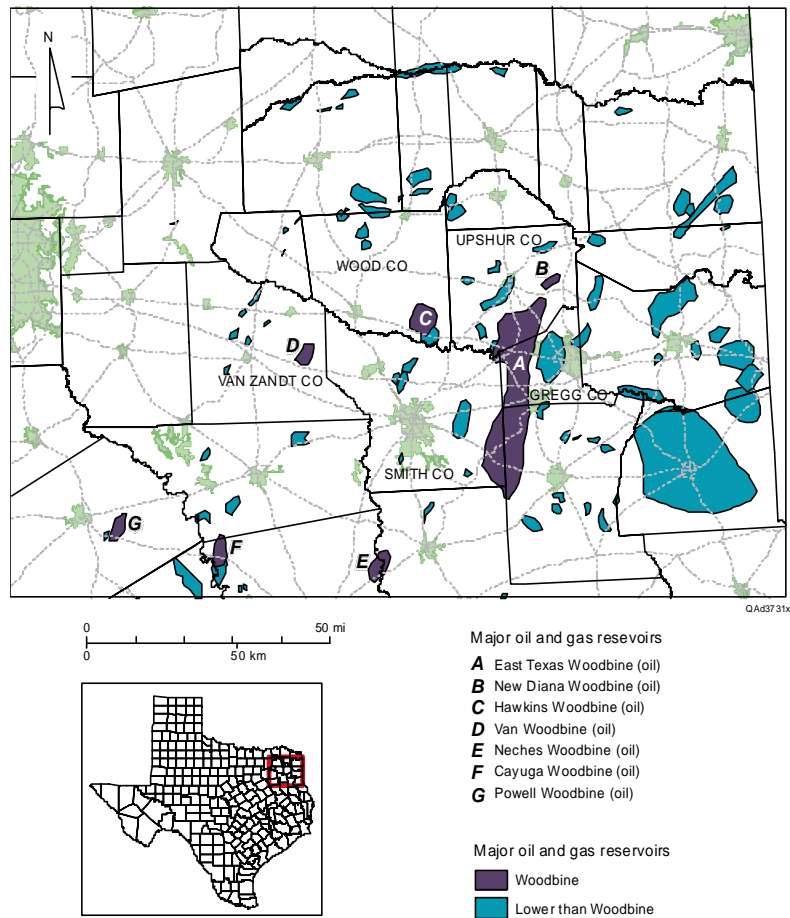 N
UPSHUR CO
WOOD CO
B
C
D
A
VAN ZANDT CO
GREGG CO
SMITH CO
G
F
E
QAd3731x
0 50 mi
0 50 km
Major oil and gas resevoirs
A East Texas Woodbine (oil)
B New Diana Woodbine (oil)
C Hawkins Woodbine (oil)
D Van Woodbine (oil)
E Neches Woodbine (oil)
F Cayuga Woodbine (oil)
G Powell Woodbine (oil)
Major oil and gas reservoirs
Woodbine
Lower than Woodbine